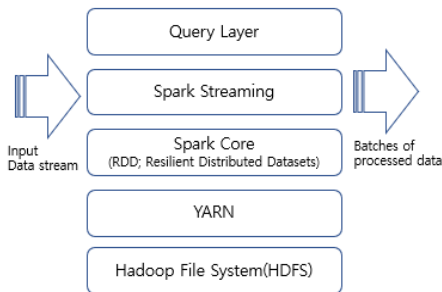 Query Layer
Spark Streaming
Input
Data stream
Spark Core
(RDD; Resilient Distributed Datasets)
Batches of
processed data
YARN
Hadoop File System(HDFS)